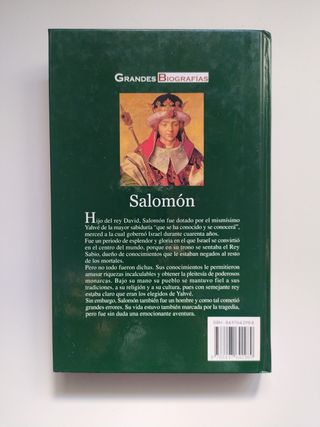 GRANDES BIOGRAFÍAS
Salomón
Hijo del rey David, Salomón fue dotado por el mismísimo
Yahvé de la mayor sabiduría "que se ha conocido y se conocerá",
merced a la cual gobernó Israel durante cuarenta años.
Fue un periodo de esplendor y gloria en el que Israel se convirtió
en el centro del mundo, porque en su trono se sentaba el Rey
Sabio, dueño de conocimientos que le estaban negados al resto
de los mortales.
Pero no todo fueron dichas. Sus conocimientos le permitieron
amasar riquezas incalculables y obtener la pleitesía de poderosos
monarcas. Bajo su mano su pueblo se mantuvo fiel a sus
tradiciones, a su religión y a su cultura, pues con semejante rey
estaba claro que eran los elegidos de Yahvé.
Sin embargo, Salomón también fue un hombre y como tal cometió
grandes errores. Su vida estuvo también marcada por la tragedia,
pero fue sin duda una emocionante aventura.